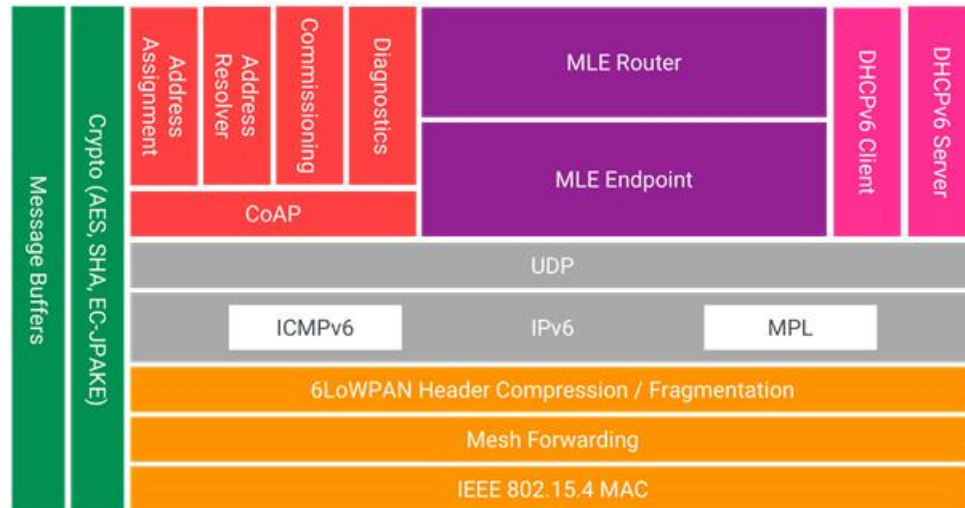 Message Buffers
Crypto (AES, SHA, EC-JPAKE)
Address
Assignment
Address
Resolver
Commissioning
Diagnostics
CoAP
MLE Router
MLE Endpoint
DHCPv6 Client
DHCPv6 Server
UDP
ICMPv6
IPv6
MPL
6LoWPAN Header Compression / Fragmentation
Mesh Forwarding
IEEE 802.15.4 MAC